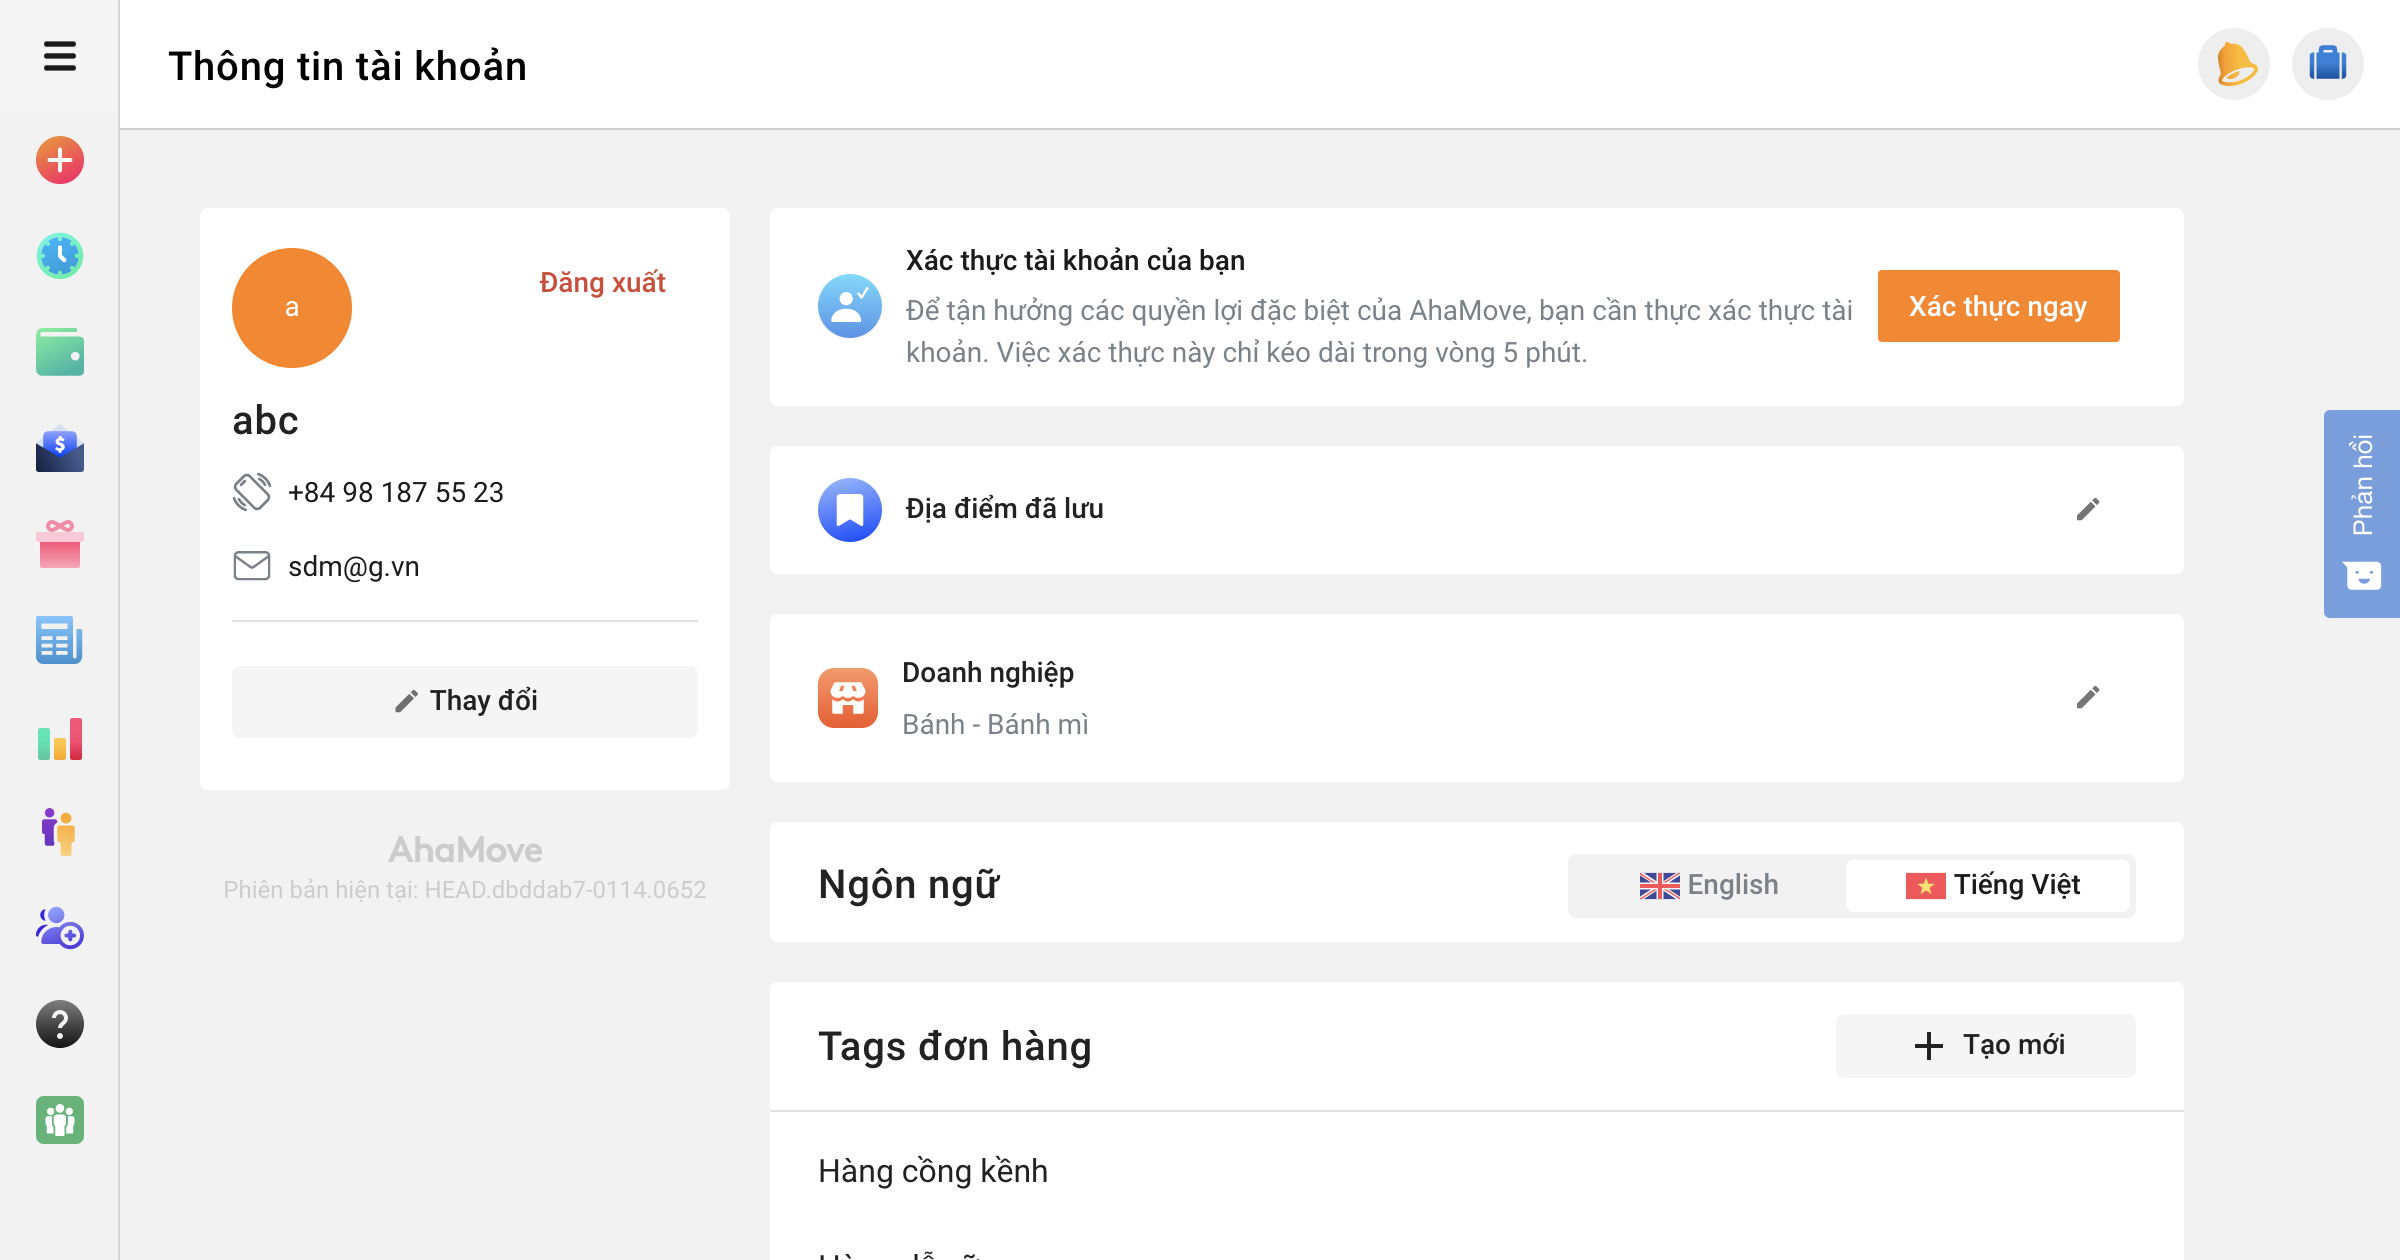 Thông tin tài khoản
a
Đăng xuất
abc
+84 98 187 55 23
sdm@g.vn
Thay đổi
AhaMove
Phiên bản hiện tại: HEAD.dbddab7-0114.0652
Xác thực tài khoản của bạn
Để tận hưởng các quyền lợi đặc biệt của AhaMove, bạn cần thực xác thực tài
khoản. Việc xác thực này chỉ kéo dài trong vòng 5 phút.
Xác thực ngay
Địa điểm đã lưu
Doanh nghiệp
Bánh - Bánh mì
Ngôn ngữ
English
Tiếng Việt
Tags đơn hàng
Tạo mới
Hàng cồng kềnh
Phản hồi